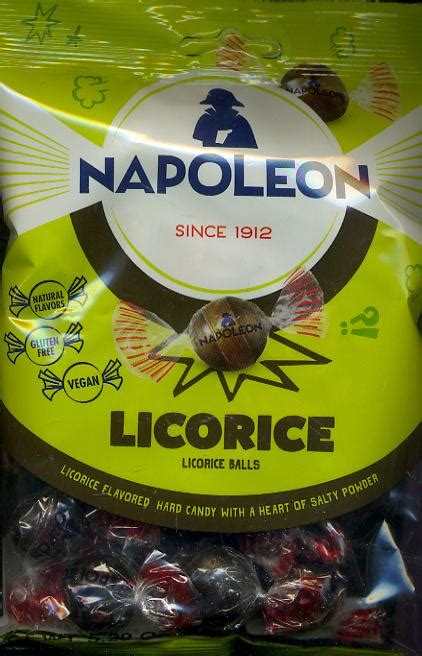 NAPOLEON
NAPOLEON
SINCE 1912
NATURAL
FLAVORS
GLUTEN
FREE
VEGAN
NAPOLEON
LICORICE
LICORICE BALLS
LICORICE FLAVORED HARD CANDY WITH A HEART OF SALTY POWDER